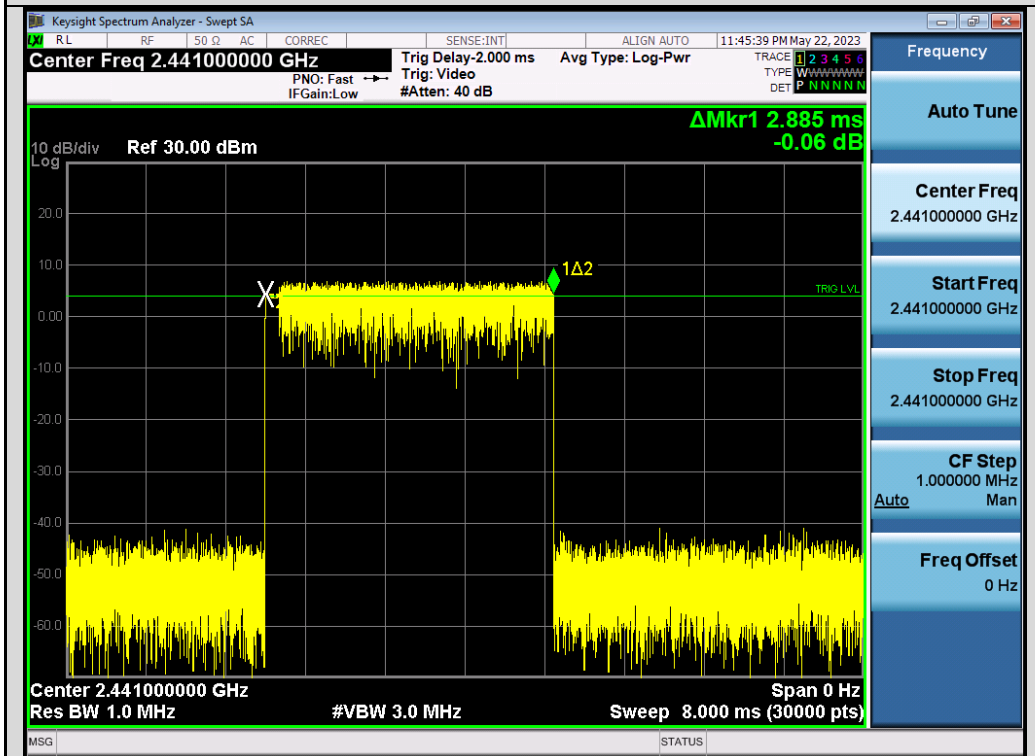 Keysight Spectrum Analyzer - Swept SA
LXI RL RF 50 Ω AC CORREC SENSE:INT ALIGN AUTO 11:45:39 PM May 22, 2023
Center Freq 2.441000000 GHz
PNO: Fast
IFGain:Low
Trig Delay-2.000 ms
Trig: Video
#Atten: 40 dB
Avg Type: Log-Pwr
TRACE 1 2 3 4 5 6
TYPE WWWWWW
DET P N N N N N
Frequency
ΔMkr1 2.885 ms
-0.06 dB
10 dB/div
Log
Ref 30.00 dBm
20.0
10.0
0.00
-10.0
-20.0
-30.0
-40.0
-50.0
-60.0
1Δ2
TRIG LVL
Center 2.441000000 GHz
Span 0 Hz
Res BW 1.0 MHz
#VBW 3.0 MHz
Sweep 8.000 ms (30000 pts)
Auto Tune
Center Freq
2.441000000 GHz
Start Freq
2.441000000 GHz
Stop Freq
2.441000000 GHz
CF Step
1.000000 MHz
Auto Man
Freq Offset
0 Hz
MSG
STATUS